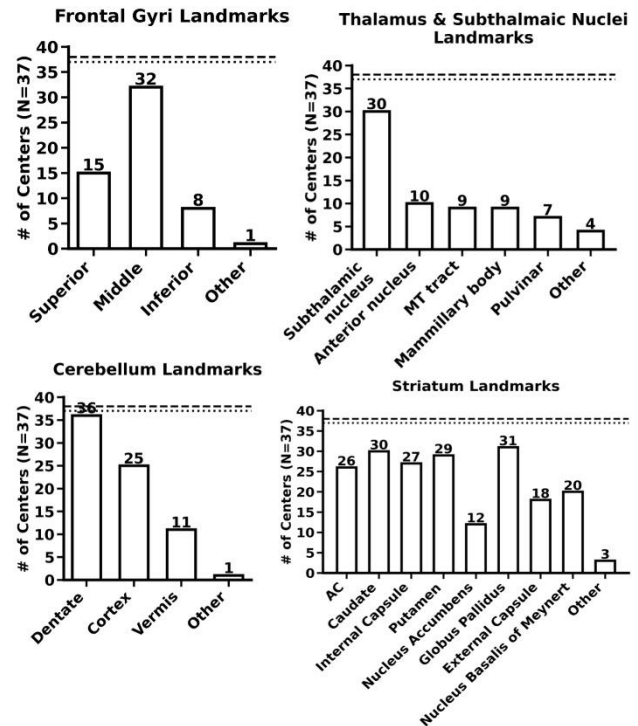 Frontal Gyri Landmarks
# of Centers (N=37)
40
35
30
25
20
15
10
5
0
15
32
8
1
Superior
Middle
Inferior
Other
Thalamus & Subthalmaic Nuclei
Landmarks
# of Centers (N=37)
40
35
30
25
20
15
10
5
0
30
10
9
9
7
4
Subthalamic
nucleus
Anterior nucleus
MT tract
Mammillary body
Pulvinar
Other
Cerebellum Landmarks
# of Centers (N=37)
40
35
30
25
20
15
10
5
0
36
25
11
1
Dentate
Cortex
Vermis
Other
Striatum Landmarks
# of Centers (N=37)
40
35
30
25
20
15
10
5
0
26
30
27
29
12
31
18
20
3
AC
Caudate
Internal Capsule
Putamen
Nucleus Accumbens
Globus Pallidus
External Capsule
Nucleus Basalis of Meynert
Other